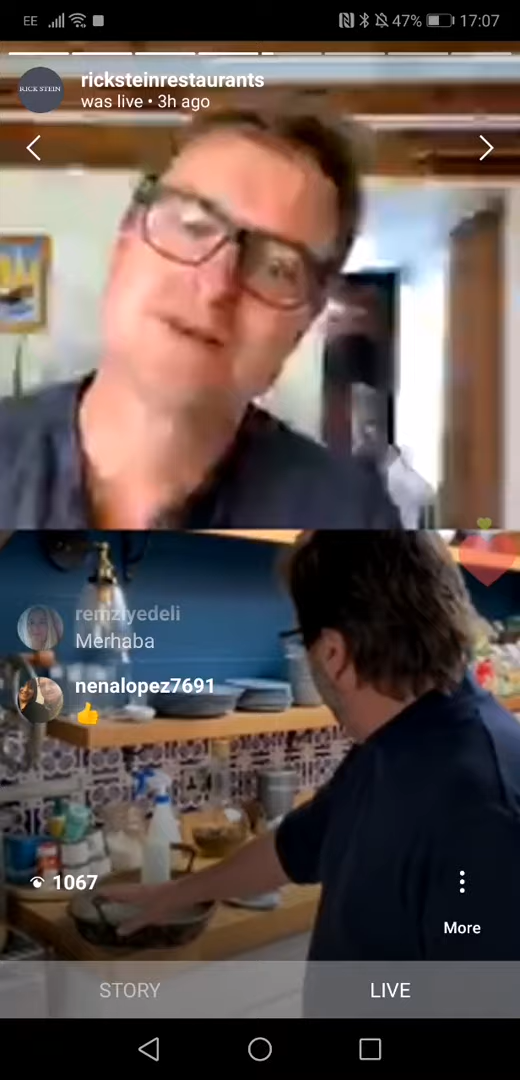 EE 47% 17:07
RICK STEIN
ricksteinrestaurants
was live • 3h ago
remziyedeli
Merhaba
nenalopez7691
👍
1067
More
STORY LIVE